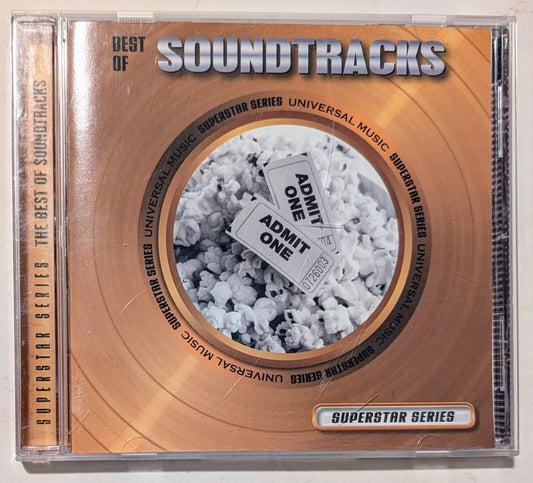 BEST
OF
SOUNDTRACKS
SUPERSTAR SERIES THE BEST OF SOUNDTRACKS
SUPERSTAR SERIES UNIVERSAL MUSIC SUPERSTAR SERIES UNIVERSAL MUSIC SUPERSTAR SERIES UNIVERSAL MUSIC SUPERSTAR SERIES UNIVERSAL MUSIC
ADMIT
ONE
ADMIT
ONE
0726003
SUPERSTAR SERIES